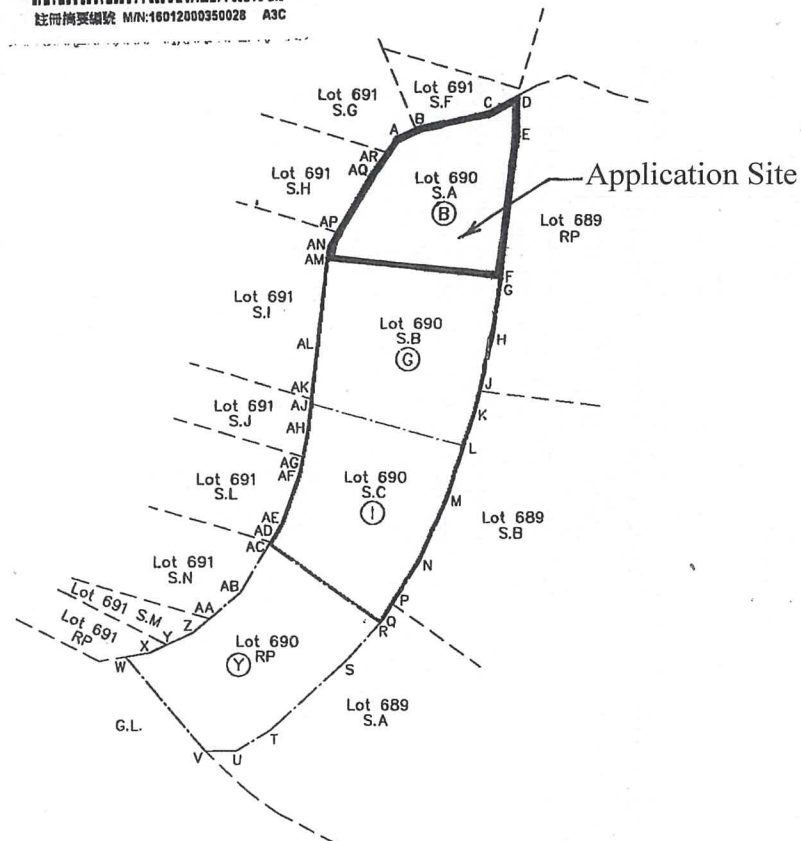 註冊摘要編號 M/N:16012000350028 A3C
Lot 691
S.G
Lot 691
S.F
A
B
C
D
E
AR
AQ
Lot 690
S.A
B
Application Site
Lot 691
S.H
AP
AN
AM
Lot 689
RP
F
G
Lot 691
S.I
Lot 690
S.B
G
H
AL
AK
AJ
J
K
Lot 691
S.J
AH
L
AG
AF
Lot 690
S.C
I
Lot 691
S.L
M
Lot 689
S.B
AE
AD
AC
N
Lot 691
S.N
AB
P
Q
R
AA
Lot 691 S.M
Z
Y
X
W
Lot 691
RP
Lot 690
RP
Y
S
Lot 689
S.A
G.L.
T
U
V